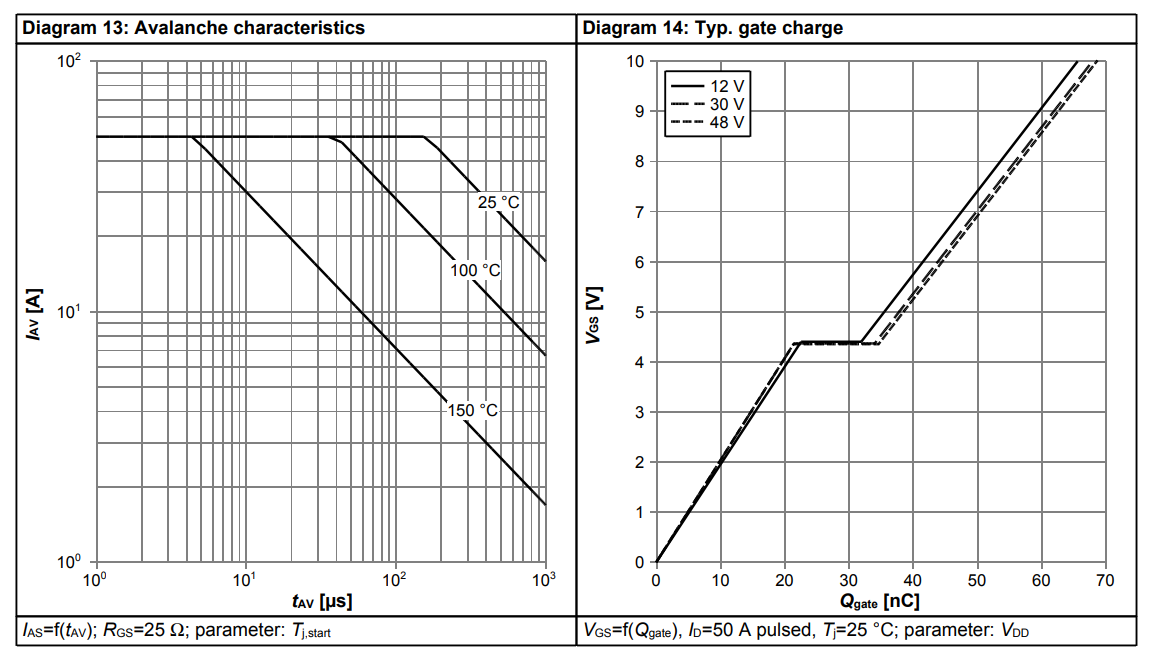 Diagram 13: Avalanche characteristics
10²
10¹
10⁰
10⁰ 10¹ 10² 10³
25 °C
100 °C
150 °C
IAV [A]
tAV [µs]
IAS=f(tAV); RGS=25 Ω; parameter: Tj,start
Diagram 14: Typ. gate charge
10
9
8
7
6
5
4
3
2
1
0
0 10 20 30 40 50 60 70
12 V
30 V
48 V
VGS [V]
Qgate [nC]
VGS=f(Qgate), ID=50 A pulsed, Tj=25 °C; parameter: VDD